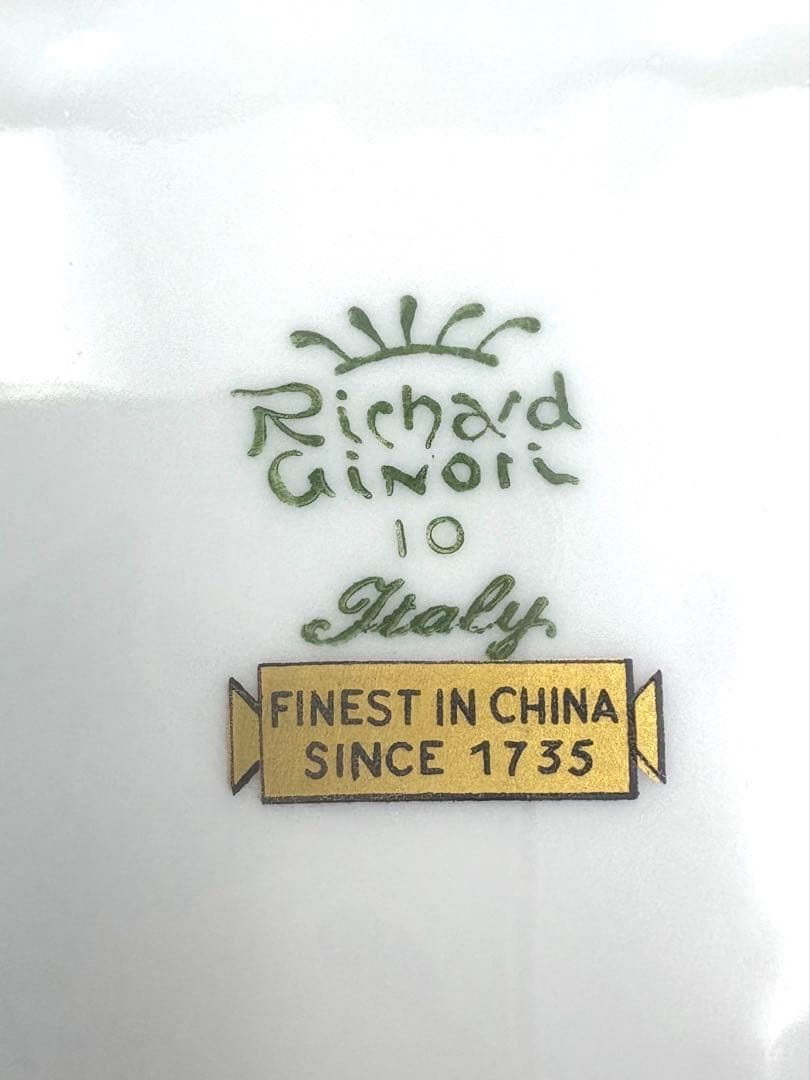 Richard
Ginori
10
Italy
FINEST IN CHINA
SINCE 1735